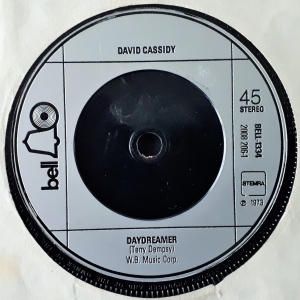 DAVID CASSIDY
bell
45
STEREO
BELL-1334
2008 206-1
STEMRA
℗ 1973
DAYDREAMER
(Terry Dempsy)
W.B. Music Corp.